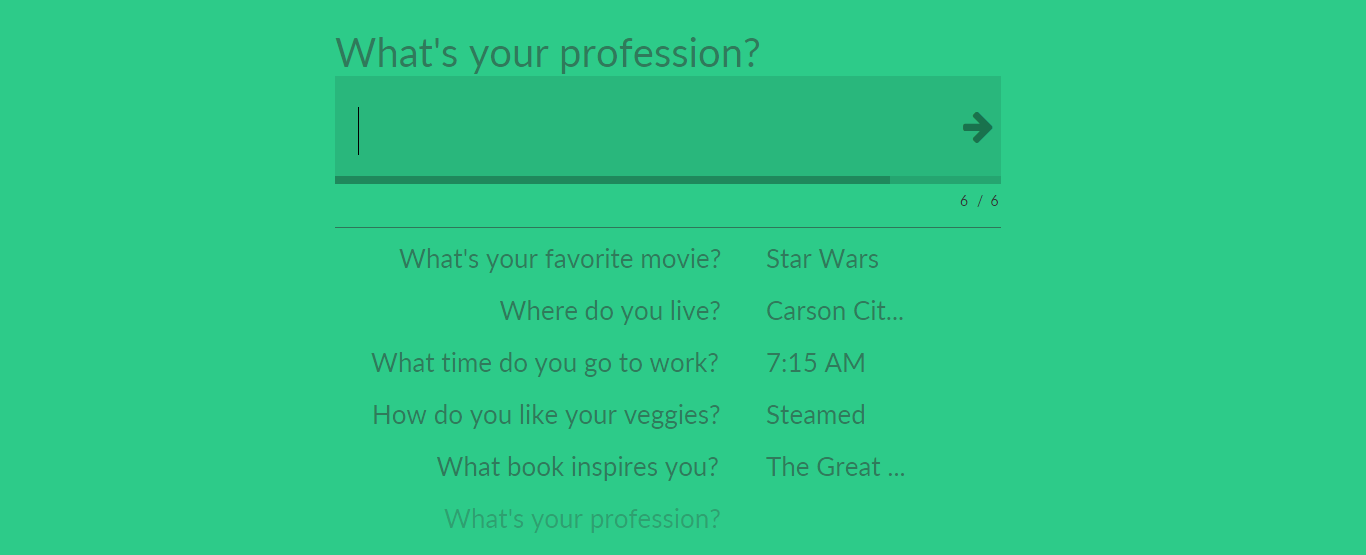 What's your profession?
6 / 6
What's your favorite movie? Star Wars
Where do you live? Carson Cit...
What time do you go to work? 7:15 AM
How do you like your veggies? Steamed
What book inspires you? The Great ...
What's your profession?